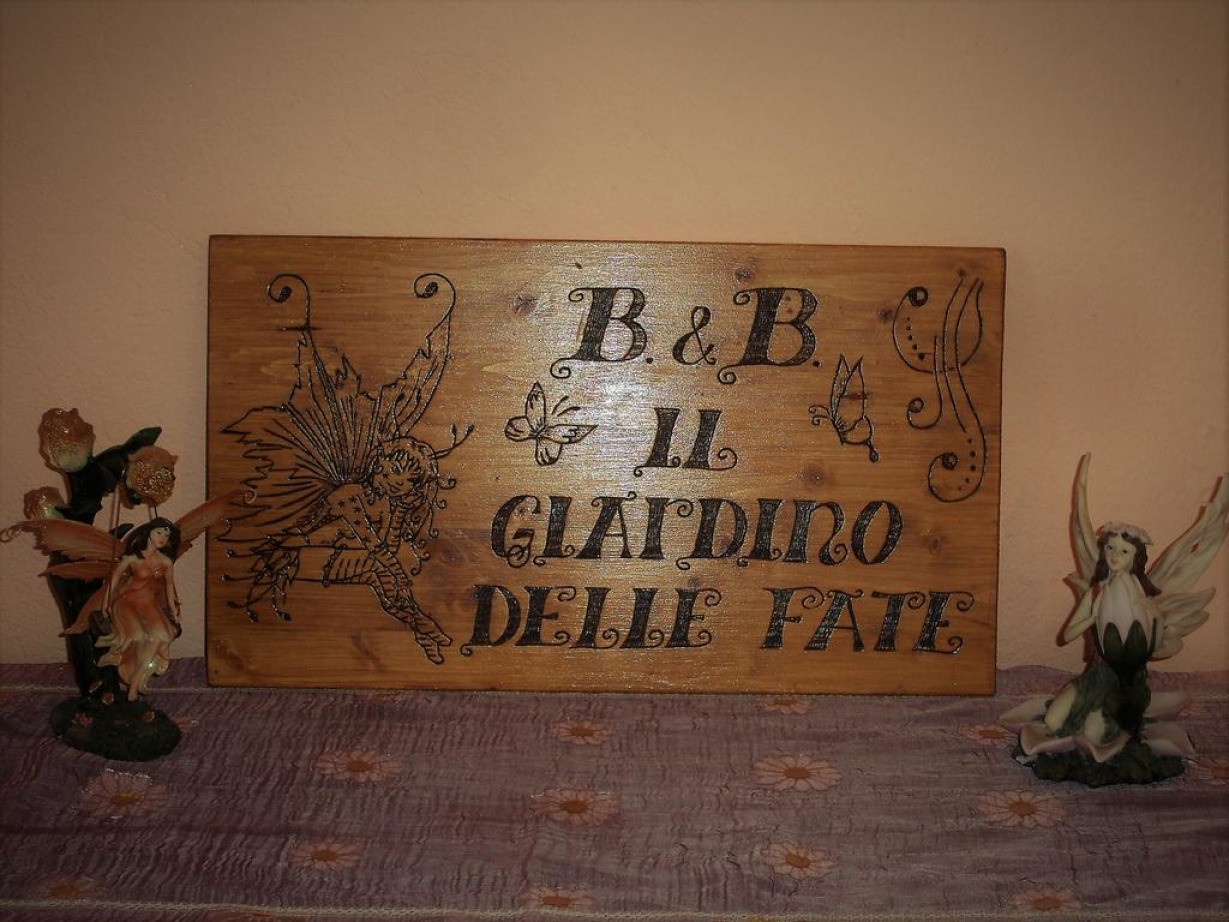 B. & B.
IL
GIARDINO
DELLE FATE